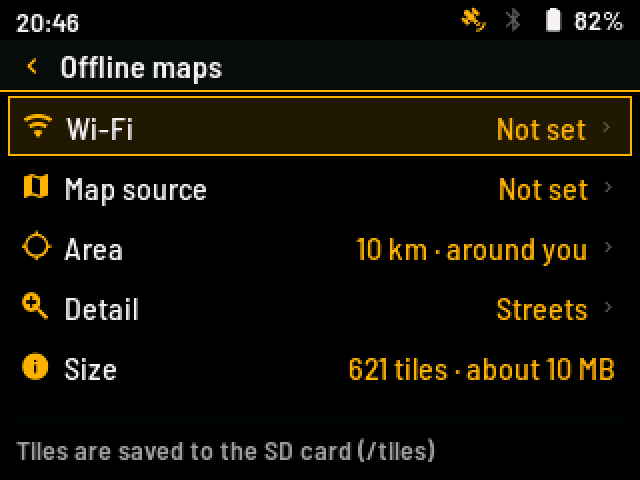 20:46 82%
Offline maps
Wi-Fi Not set
Map source Not set
Area 10 km · around you
Detail Streets
Size 621 tiles · about 10 MB
Tiles are saved to the SD card (/tiles)